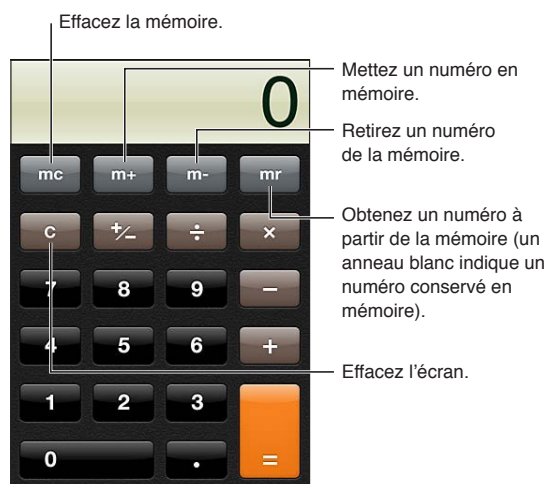 Effacez la mémoire.
0
Mettez un numéro en
mémoire.
Retirez un numéro
de la mémoire.
mc m+ m- mr
Obtenez un numéro à
partir de la mémoire (un
anneau blanc indique un
numéro conservé en
mémoire).
c +/− ÷ ×
7 8 9 −
4 5 6 +
Effacez l'écran.
1 2 3
0 . =